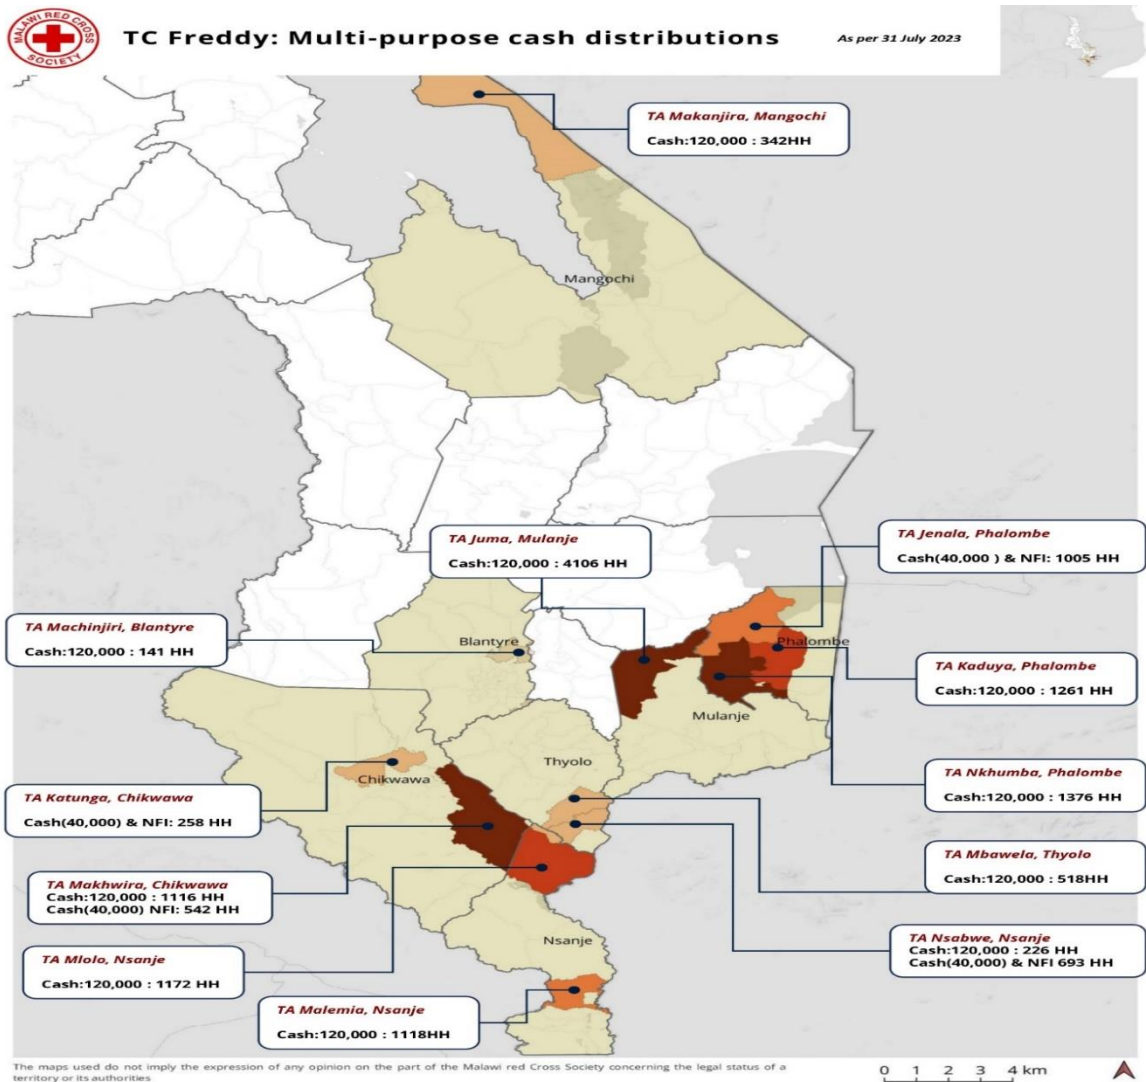 MALAWI RED CROSS
SOCIETY
TC Freddy: Multi-purpose cash distributions
As per 31 July 2023
TA Makanjira, Mangochi
Cash:120,000 : 342HH
Mangochi
TA Juma, Mulanje
Cash:120,000 : 4106 HH
TA Jenala, Phalombe
Cash(40,000 ) & NFI: 1005 HH
TA Machinjiri, Blantyre
Cash:120,000 : 141 HH
Blantyre
Phalombe
TA Kaduya, Phalombe
Cash:120,000 : 1261 HH
Mulanje
Thyolo
Chikwawa
TA Nkhumba, Phalombe
Cash:120,000 : 1376 HH
TA Katunga, Chikwawa
Cash(40,000) & NFI: 258 HH
TA Mbawela, Thyolo
Cash:120,000 : 518HH
TA Makhwira, Chikwawa
Cash:120,000 : 1116 HH
Cash(40,000) NFI: 542 HH
TA Nsabwe, Nsanje
Cash:120,000 : 226 HH
Cash(40,000) & NFI 693 HH
Nsanje
TA Mlolo, Nsanje
Cash:120,000 : 1172 HH
TA Malemia, Nsanje
Cash:120,000 : 1118HH
The maps used do not imply the expression of any opinion on the part of the Malawi red Cross Society concerning the legal status of a
territory or its authorities
0 1 2 3 4 km